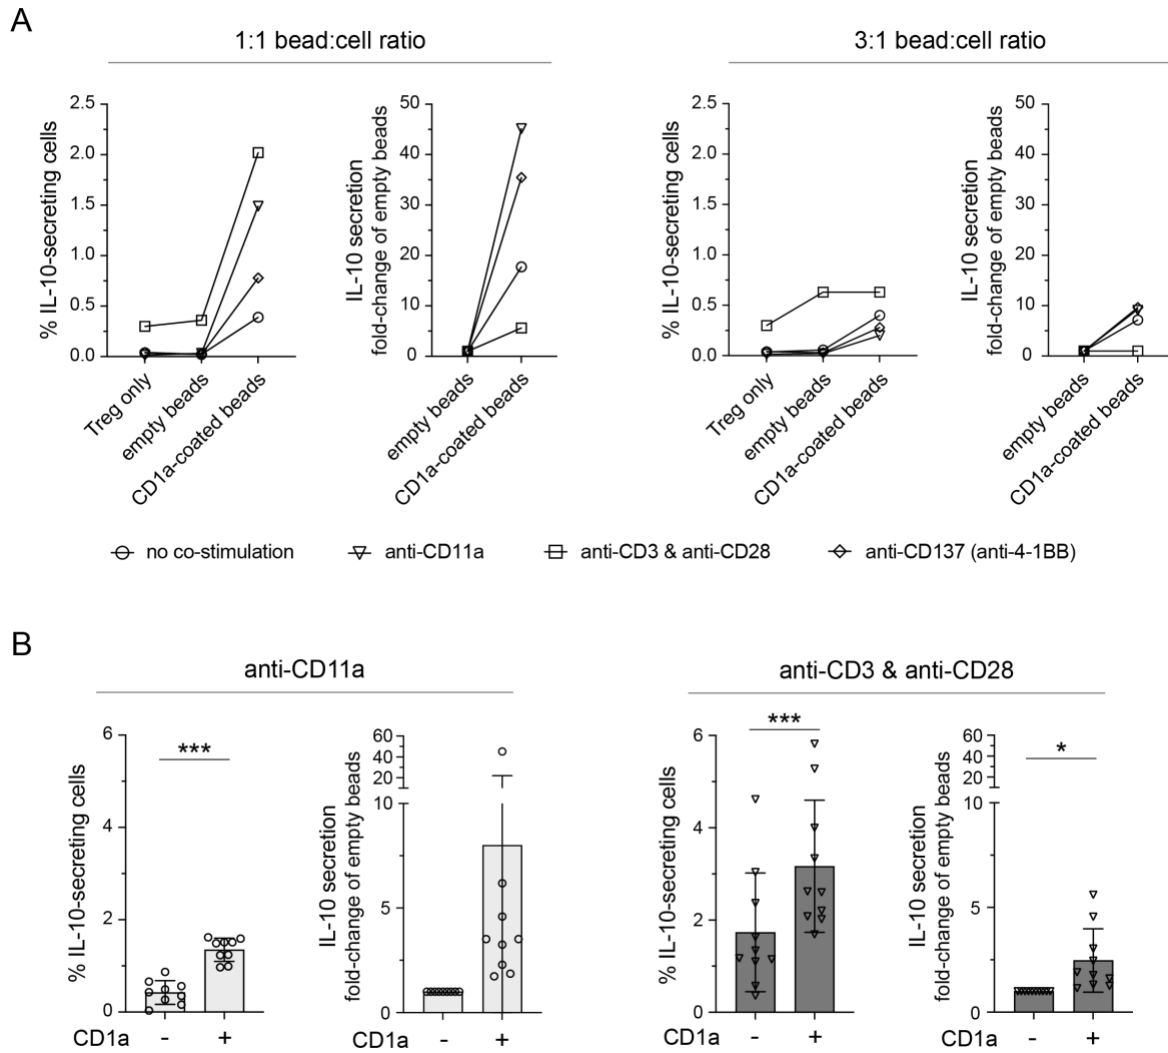 A
1:1 bead:cell ratio
3:1 bead:cell ratio
% IL-10-secreting cells
2.5
2.0
1.5
1.0
0.5
0.0
Treg only
empty beads
CD1a-coated beads
IL-10 secretion
fold-change of empty beads
50
40
30
20
10
0
empty beads
CD1a-coated beads
% IL-10-secreting cells
2.5
2.0
1.5
1.0
0.5
0.0
Treg only
empty beads
CD1a-coated beads
IL-10 secretion
fold-change of empty beads
50
40
30
20
10
0
empty beads
CD1a-coated beads
no co-stimulation
anti-CD11a
anti-CD3 & anti-CD28
anti-CD137 (anti-4-1BB)
B
anti-CD11a
anti-CD3 & anti-CD28
% IL-10-secreting cells
6
4
2
0
***
CD1a - +
IL-10 secretion
fold-change of empty beads
60
40
20
10
5
0
CD1a - +
% IL-10-secreting cells
6
4
2
0
***
CD1a - +
IL-10 secretion
fold-change of empty beads
60
40
20
10
5
0
*
CD1a - +